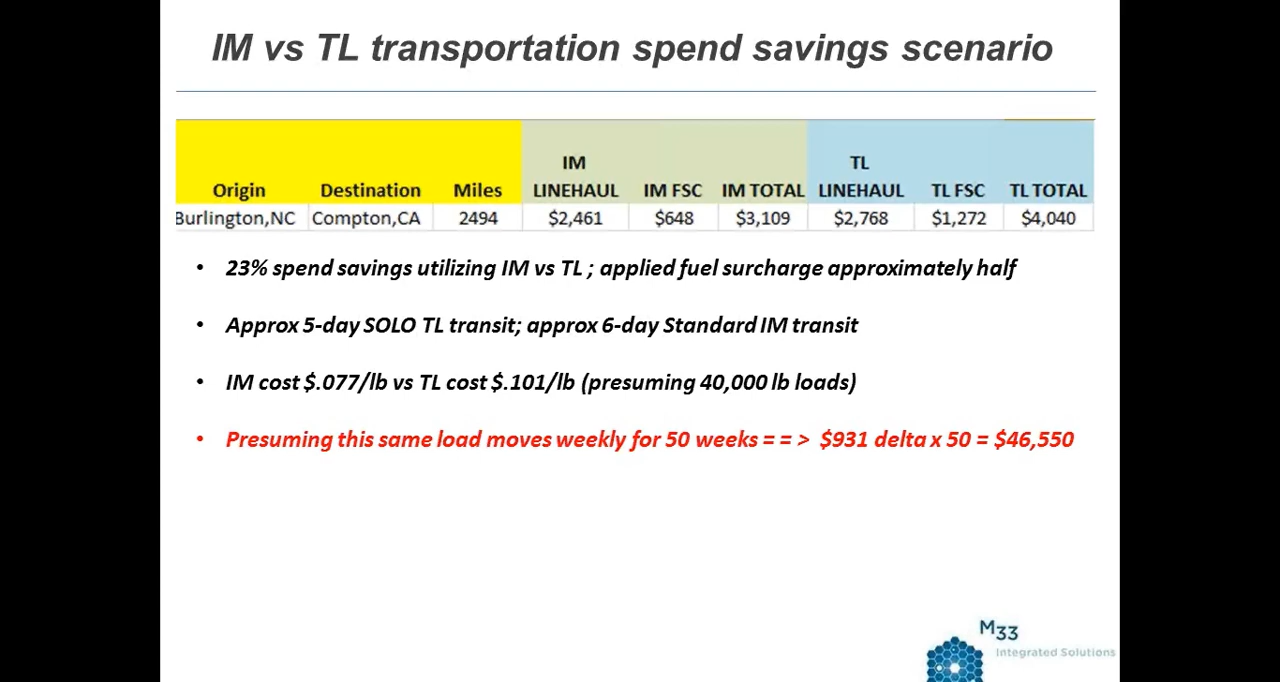 IM vs TL transportation spend savings scenario
IM TL
Origin Destination Miles LINEHAUL IM FSC IM TOTAL LINEHAUL TL FSC TL TOTAL
Burlington,NC Compton,CA 2494 $2,461 $648 $3,109 $2,768 $1,272 $4,040
• 23% spend savings utilizing IM vs TL ; applied fuel surcharge approximately half
• Approx 5-day SOLO TL transit; approx 6-day Standard IM transit
• IM cost $.077/lb vs TL cost $.101/lb (presuming 40,000 lb loads)
• Presuming this same load moves weekly for 50 weeks = = > $931 delta x 50 = $46,550
M33
Integrated Solutions